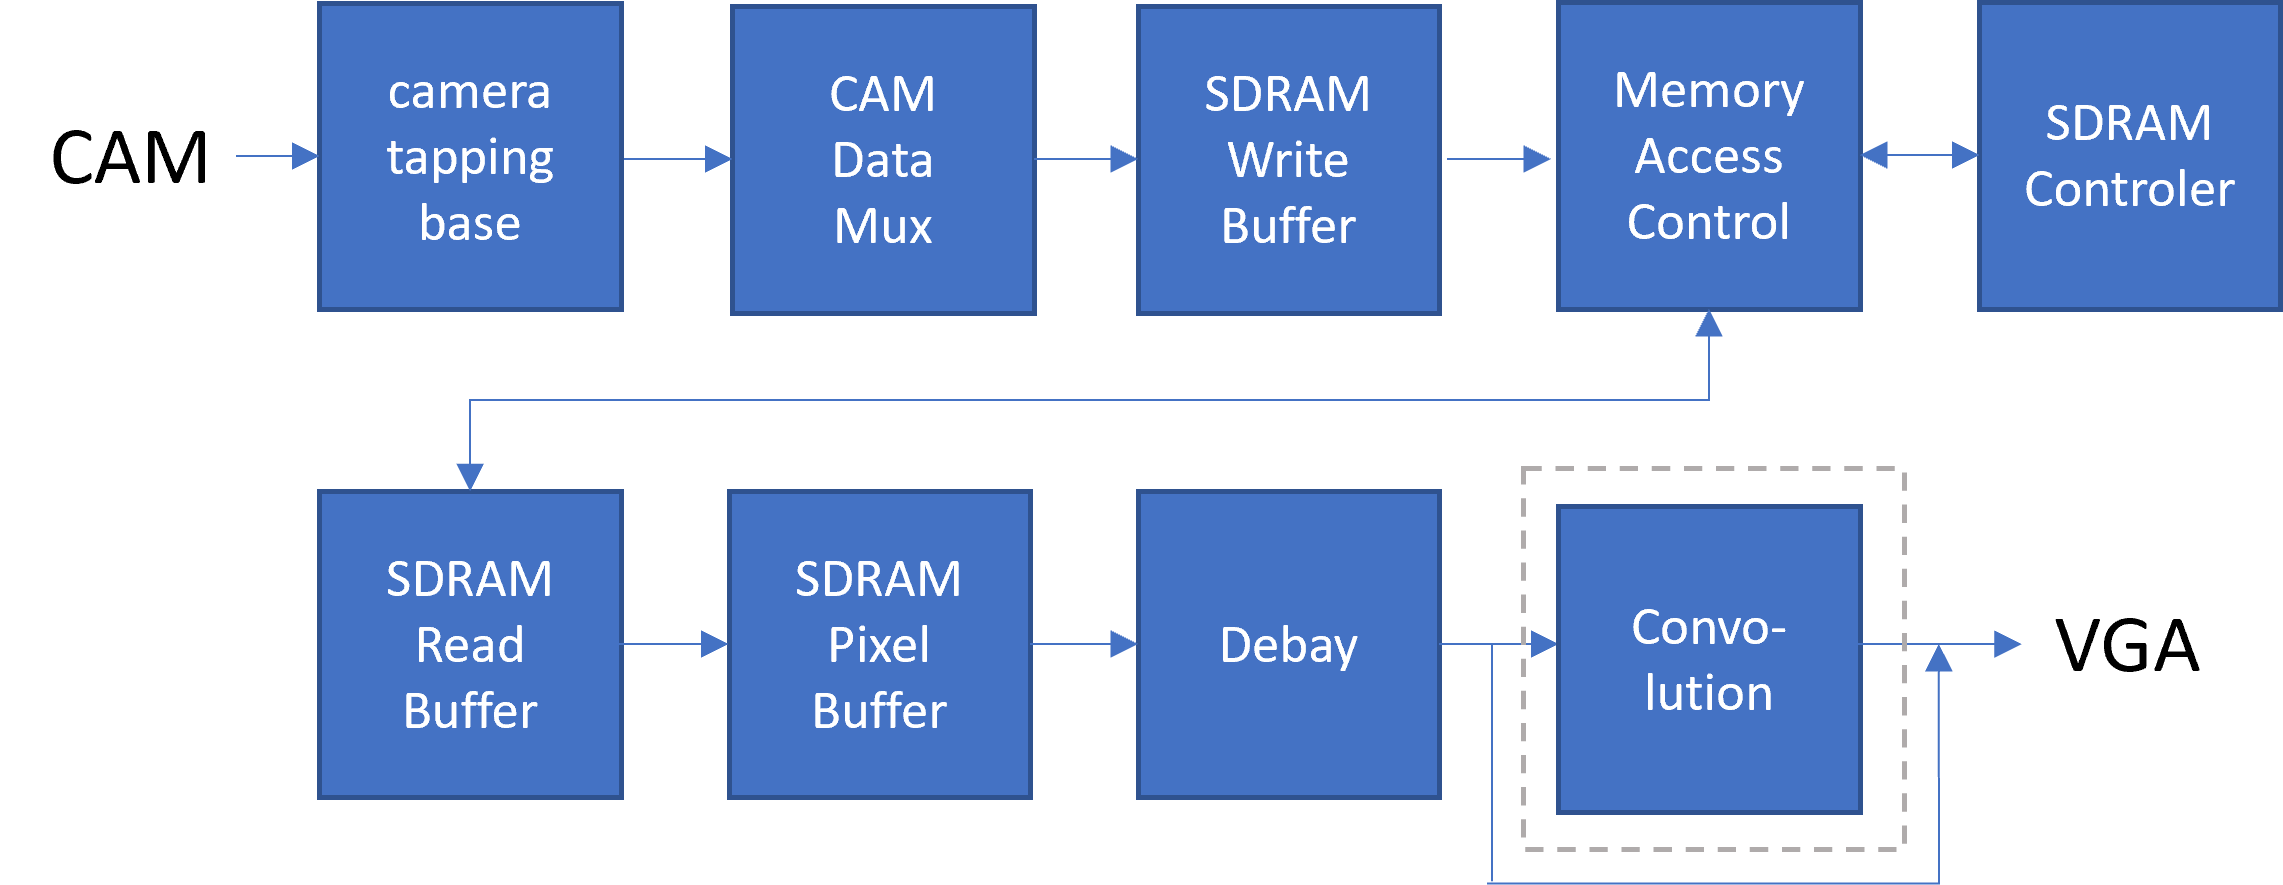 CAM
camera
tapping
base
CAM
Data
Mux
SDRAM
Write
Buffer
Memory
Access
Control
SDRAM
Controler
SDRAM
Read
Buffer
SDRAM
Pixel
Buffer
Debay
Convo-
lution
VGA